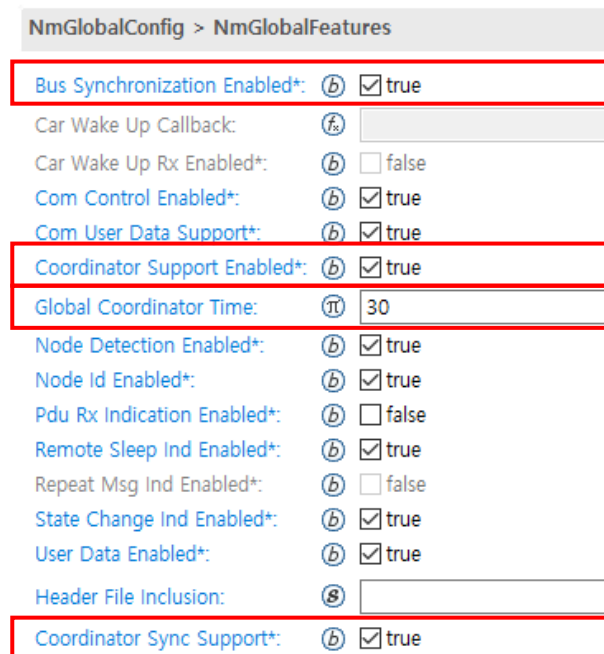 NmGlobalConfig > NmGlobalFeatures
Bus Synchronization Enabled*: b true
Car Wake Up Callback: fx
Car Wake Up Rx Enabled*: b false
Com Control Enabled*: b true
Com User Data Support*: b true
Coordinator Support Enabled*: b true
Global Coordinator Time: π 30
Node Detection Enabled*: b true
Node Id Enabled*: b true
Pdu Rx Indication Enabled*: b false
Remote Sleep Ind Enabled*: b true
Repeat Msg Ind Enabled*: b false
State Change Ind Enabled*: b true
User Data Enabled*: b true
Header File Inclusion: s
Coordinator Sync Support*: b true